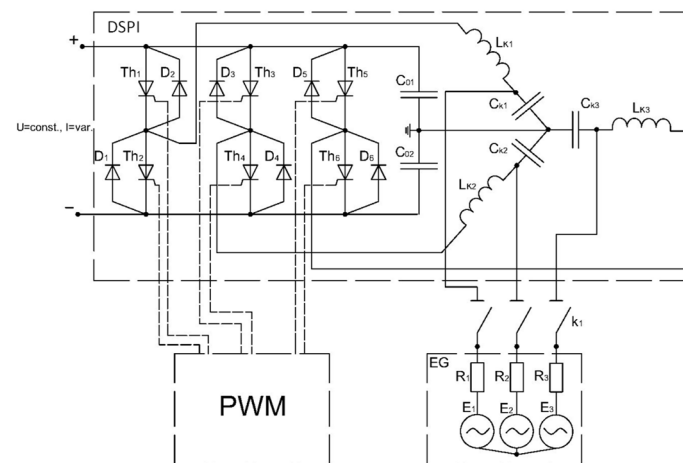 DSPI
+
Th1 D2 D3 Th3 D5 Th5
C01
LK1
Ck1
Ck3
LK3
U=const., I=var.
D1 Th2 Th4 D4 Th6 D6
C02
Ck2
LK2
−
k1
EG
R1 R2 R3
E1 E2 E3
PWM